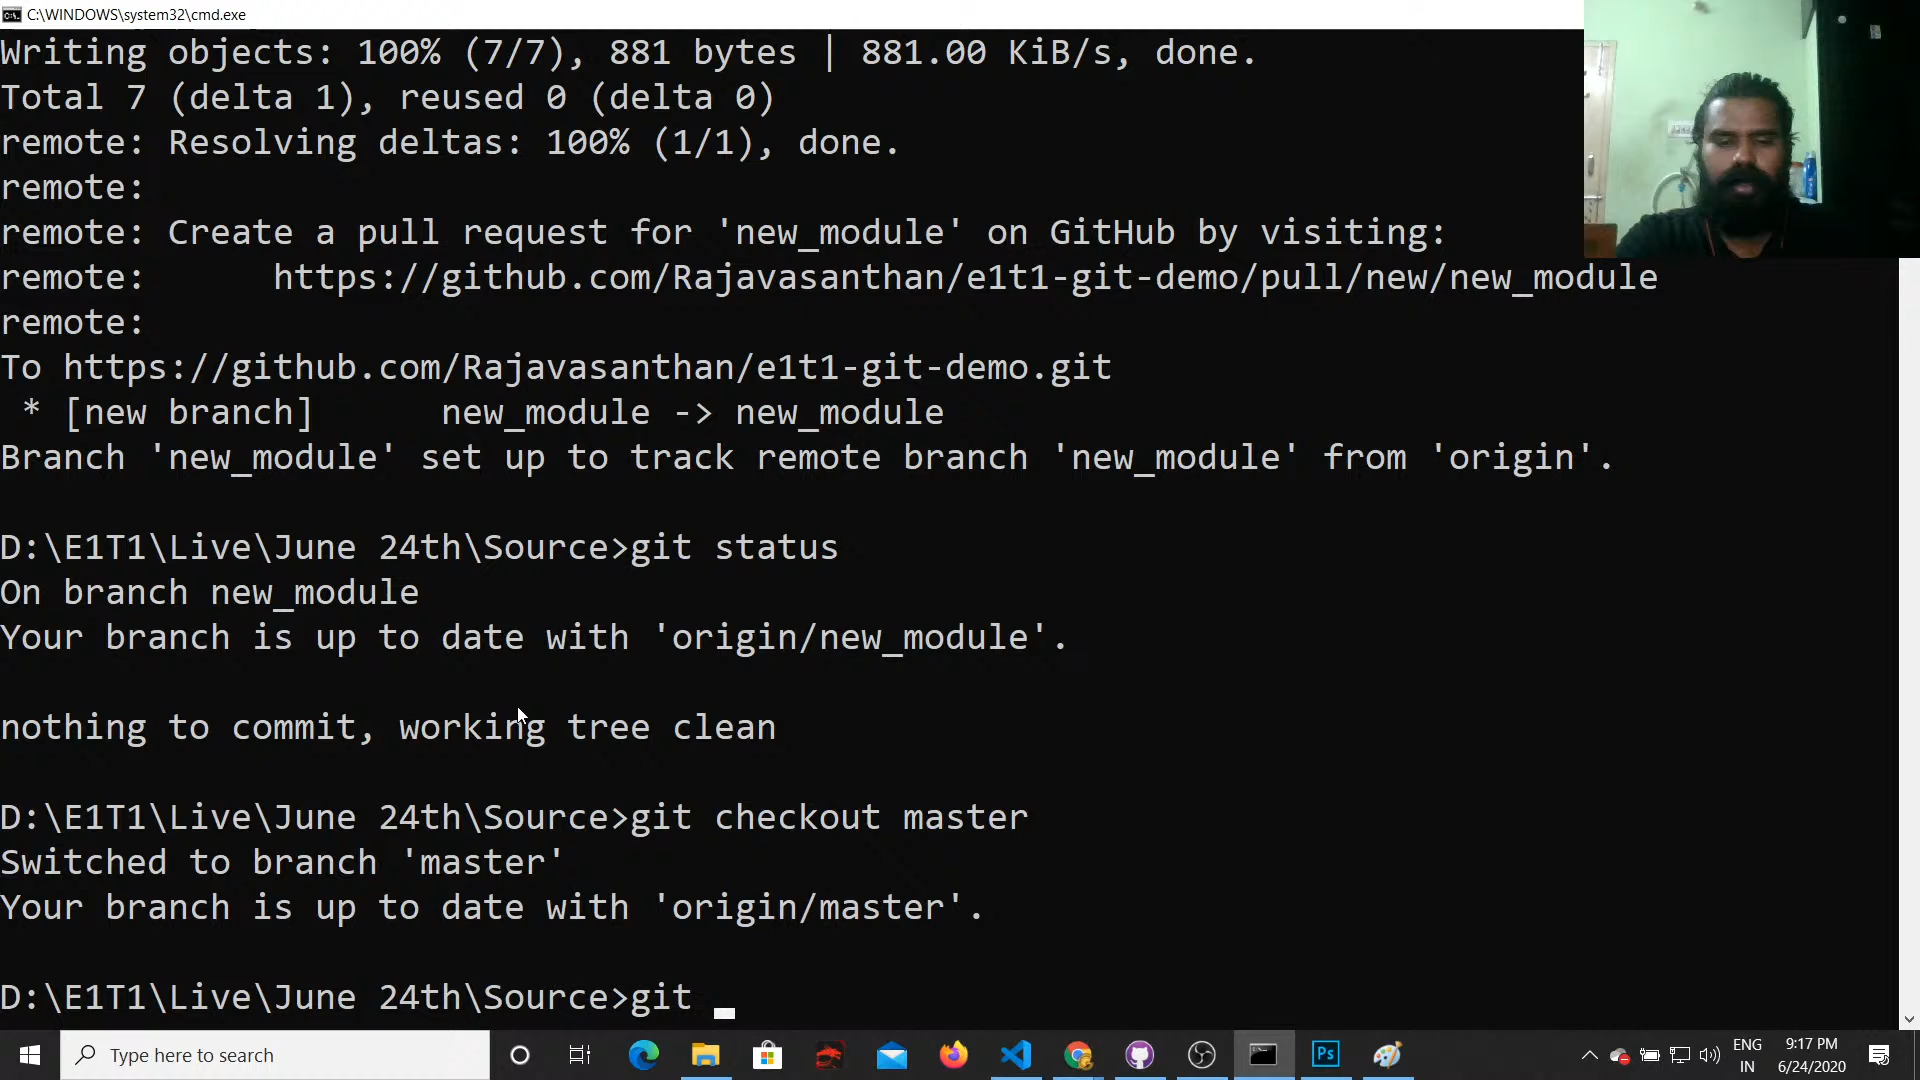 C:\WINDOWS\system32\cmd.exe
Writing objects: 100% (7/7), 881 bytes | 881.00 KiB/s, done.
Total 7 (delta 1), reused 0 (delta 0)
remote: Resolving deltas: 100% (1/1), done.
remote:
remote: Create a pull request for 'new_module' on GitHub by visiting:
remote:      https://github.com/Rajavasanthan/e1t1-git-demo/pull/new/new_module
remote:
To https://github.com/Rajavasanthan/e1t1-git-demo.git
 * [new branch]      new_module -> new_module
Branch 'new_module' set up to track remote branch 'new_module' from 'origin'.
D:\E1T1\Live\June 24th\Source>git status
On branch new_module
Your branch is up to date with 'origin/new_module'.
nothing to commit, working tree clean
D:\E1T1\Live\June 24th\Source>git checkout master
Switched to branch 'master'
Your branch is up to date with 'origin/master'.
D:\E1T1\Live\June 24th\Source>git
Type here to search
Ps
ENG
IN
9:17 PM
6/24/2020